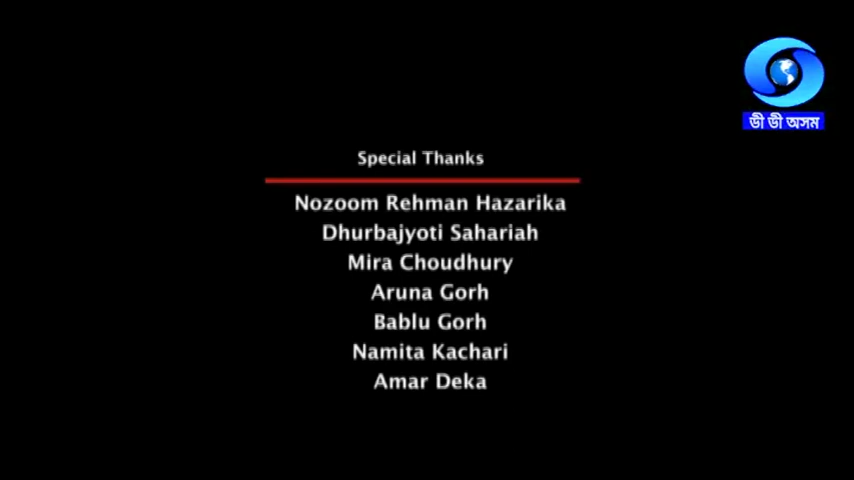 ডী ডী অসম
Special Thanks
Nozoom Rehman Hazarika
Dhurbajyoti Sahariah
Mira Choudhury
Aruna Gorh
Bablu Gorh
Namita Kachari
Amar Deka